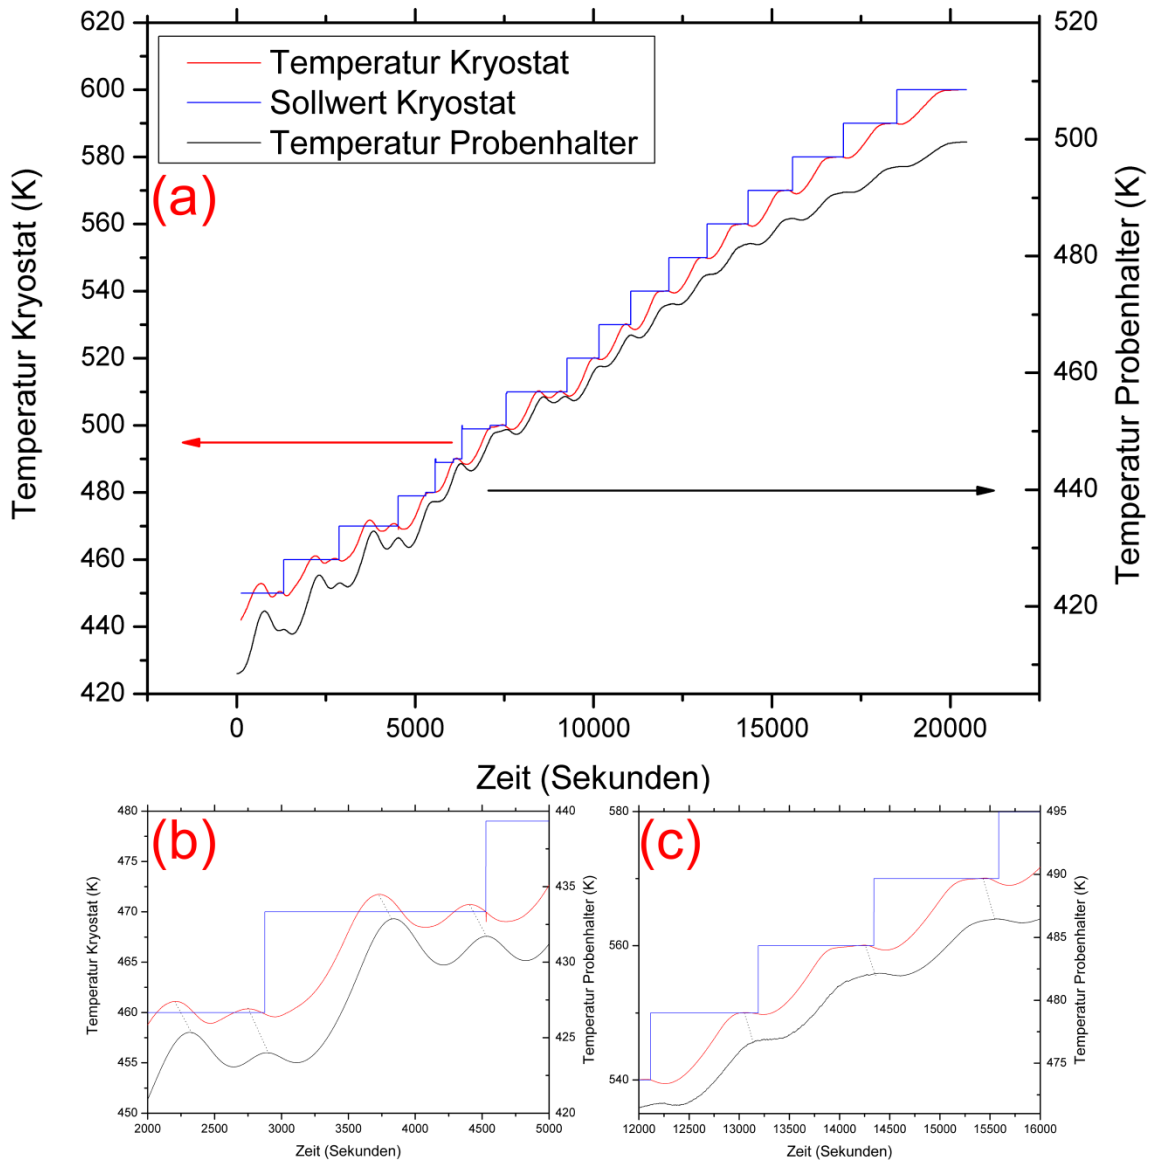 Temperatur Kryostat
Sollwert Kryostat
Temperatur Probenhalter
(a)
Temperatur Kryostat (K)
620
600
580
560
540
520
500
480
460
440
420
520
500
480
460
440
420
Temperatur Probenhalter (K)
0 5000 10000 15000 20000
Zeit (Sekunden)
(b)
Temperatur Kryostat (K)
480
475
470
465
460
455
450
440
435
430
425
420
Temperatur Probenhalter (K)
2000 2500 3000 3500 4000 4500 5000
Zeit (Sekunden)
(c)
580
560
540
495
490
485
480
475
Temperatur Probenhalter (K)
12000 12500 13000 13500 14000 14500 15000 15500 16000
Zeit (Sekunden)